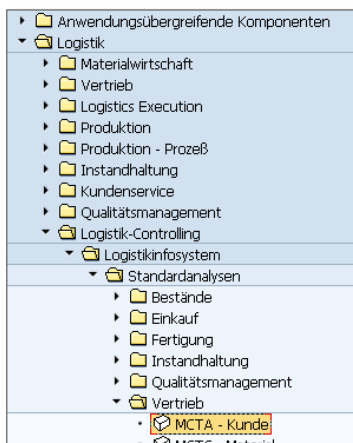 Anwendungsübergreifende Komponenten
Logistik
Materialwirtschaft
Vertrieb
Logistics Execution
Produktion
Produktion - Prozeß
Instandhaltung
Kundenservice
Qualitätsmanagement
Logistik-Controlling
Logistikinfosystem
Standardanalysen
Bestände
Einkauf
Fertigung
Instandhaltung
Qualitätsmanagement
Vertrieb
MCTA - Kunde